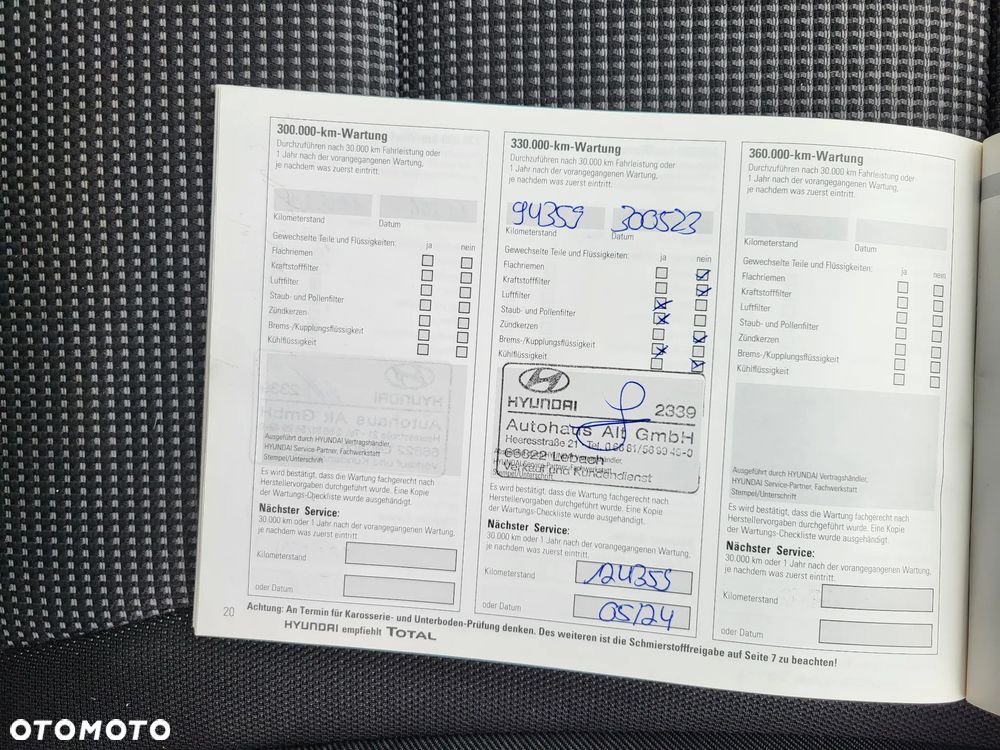 300.000-km-Wartung
Durchzuführen nach 30.000 km Fahrleistung oder
1 Jahr nach der vorangegangenen Wartung,
je nachdem was zuerst eintritt.
Kilometerstand
Datum
Gewechselte Teile und Flüssigkeiten:
ja
nein
Flachriemen
Kraftstofffilter
Luftfilter
Staub- und Pollenfilter
Zündkerzen
Brems-/Kupplungsflüssigkeit
Kühlflüssigkeit
Ausgeführt durch HYUNDAI Vertragshändler,
HYUNDAI Service-Partner, Fachwerkstatt
Stempel/Unterschrift
Es wird bestätigt, dass die Wartung fachgerecht nach
Herstellervorgaben durchgeführt wurde. Eine Kopie
der Wartungs-Checkliste wurde ausgehändigt.
Nächster Service:
30.000 km oder 1 Jahr nach der vorangegangenen Wartung,
je nachdem was zuerst eintritt.
Kilometerstand
oder Datum
330.000-km-Wartung
Durchzuführen nach 30.000 km Fahrleistung oder
1 Jahr nach der vorangegangenen Wartung,
je nachdem was zuerst eintritt.
94359 300523
Kilometerstand
Datum
Gewechselte Teile und Flüssigkeiten:
ja
nein
Flachriemen
Kraftstofffilter
Luftfilter
Staub- und Pollenfilter
Zündkerzen
Brems-/Kupplungsflüssigkeit
Kühlflüssigkeit
HYUNDAI 2339
Autohaus Alt GmbH
Heeresstraße 21
66822 Lebach
Verkauf und Kundendienst
HYUNDAI Service-Partner, Fachwerkstatt
Stempel/Unterschrift
Es wird bestätigt, dass die Wartung fachgerecht nach
Herstellervorgaben durchgeführt wurde. Eine Kopie
der Wartungs-Checkliste wurde ausgehändigt.
Nächster Service:
30.000 km oder 1 Jahr nach der vorangegangenen Wartung,
je nachdem was zuerst eintritt.
Kilometerstand 124359
oder Datum 05/24
360.000-km-Wartung
Durchzuführen nach 30.000 km Fahrleistung oder
1 Jahr nach der vorangegangenen Wartung,
je nachdem was zuerst eintritt.
Kilometerstand
Datum
Gewechselte Teile und Flüssigkeiten:
ja
nein
Flachriemen
Kraftstofffilter
Luftfilter
Staub- und Pollenfilter
Zündkerzen
Brems-/Kupplungsflüssigkeit
Kühlflüssigkeit
Ausgeführt durch HYUNDAI Vertragshändler,
HYUNDAI Service-Partner, Fachwerkstatt
Stempel/Unterschrift
Es wird bestätigt, dass die Wartung fachgerecht nach
Herstellervorgaben durchgeführt wurde. Eine Kopie
der Wartungs-Checkliste wurde ausgehändigt.
Nächster Service:
30.000 km oder 1 Jahr nach der vorangegangenen Wartung,
je nachdem was zuerst eintritt.
Kilometerstand
oder Datum
20
Achtung: An Termin für Karosserie- und Unterboden-Prüfung denken. Des weiteren ist die Schmierstofffreigabe auf Seite 7 zu beachten!
HYUNDAI empfiehlt TOTAL
OTOMOTO